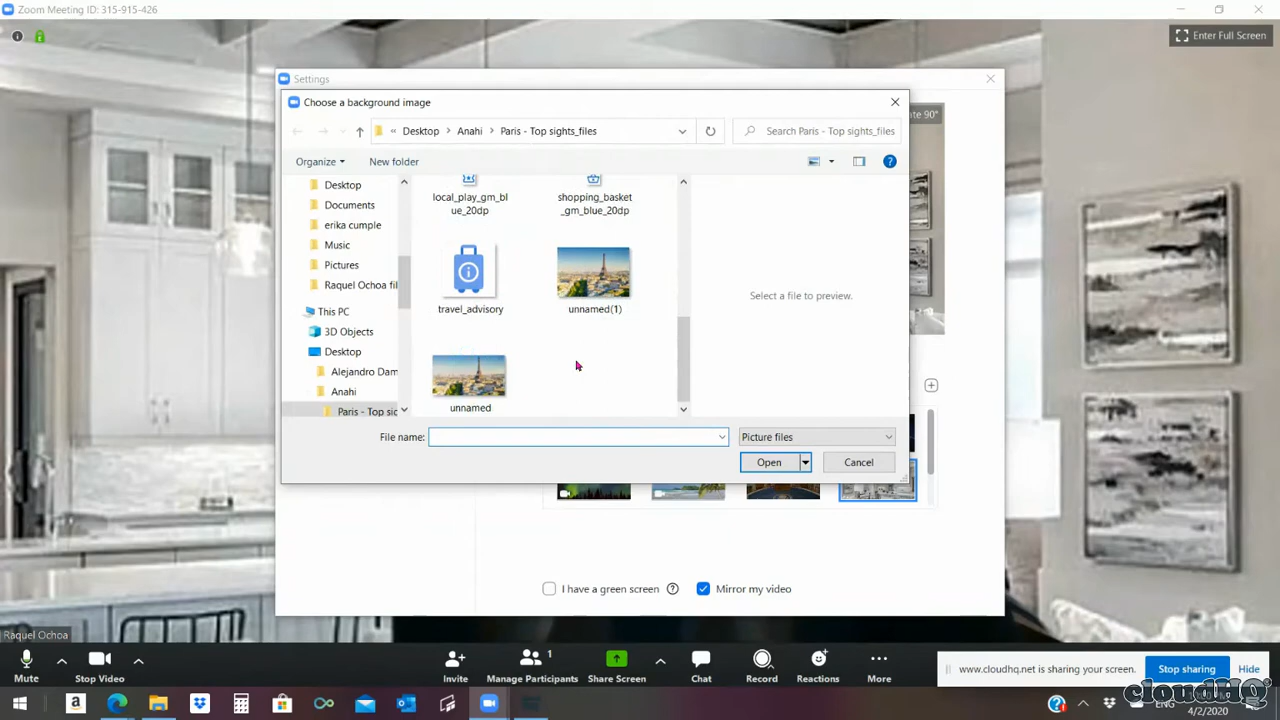 Zoom Meeting ID: 315-915-426
Enter Full Screen
Settings
Choose a background image
ate 90°
« Desktop > Anahi > Paris - Top sights_files
Search Paris - Top sights_files
Organize
New folder
Desktop
Documents
erika cumple
Music
Pictures
Raquel Ochoa fil
This PC
3D Objects
Desktop
Alejandro Dam
Anahi
Paris - Top sic
local_play_gm_bl
ue_20dp
shopping_basket
_gm_blue_20dp
travel_advisory
unnamed(1)
unnamed
Select a file to preview.
File name:
Picture files
Open
Cancel
I have a green screen
Mirror my video
Raquel Ochoa
Mute
Stop Video
Invite
1
Manage Participants
Share Screen
Chat
Record
Reactions
More
www.cloudhq.net is sharing your screen.
Stop sharing
Hide
cloudHQ
ENG
4/2/2020